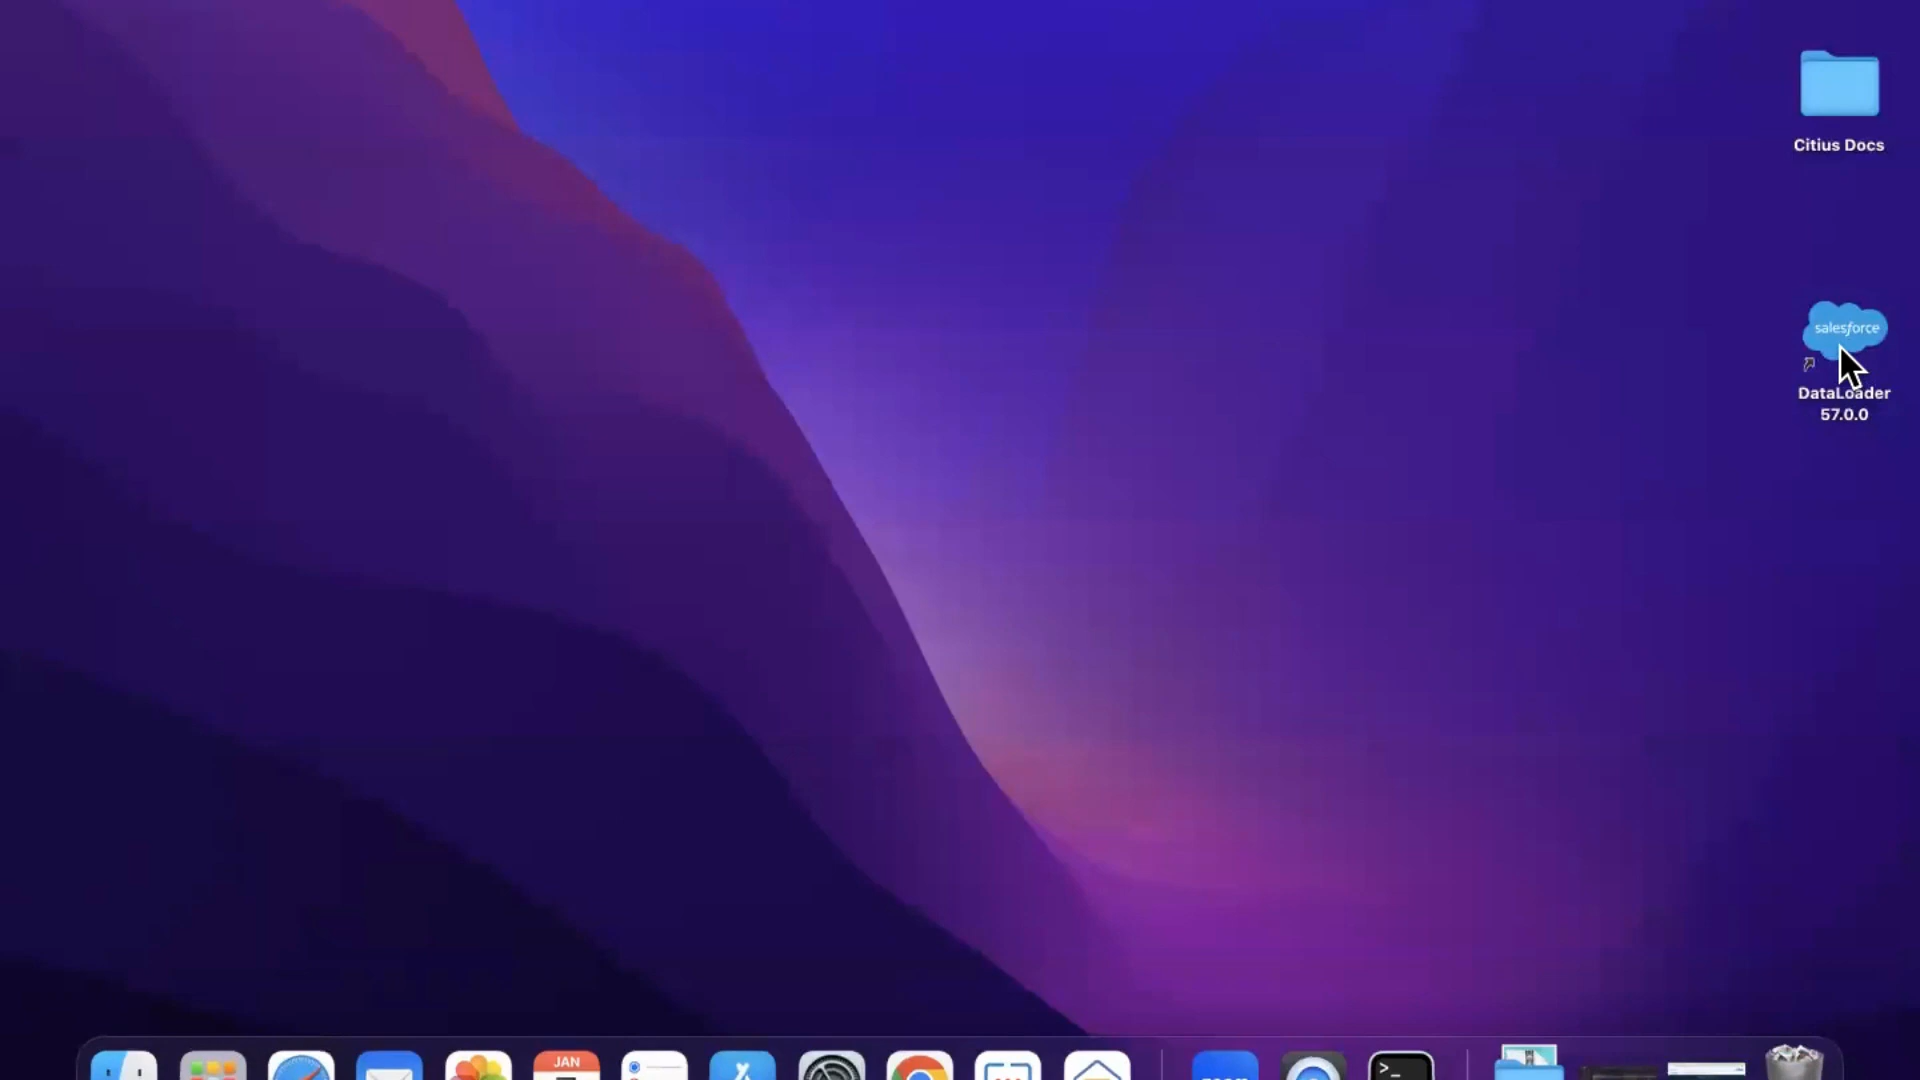 Citius Docs
salesforce
DataLoader
57.0.0
JAN
>_